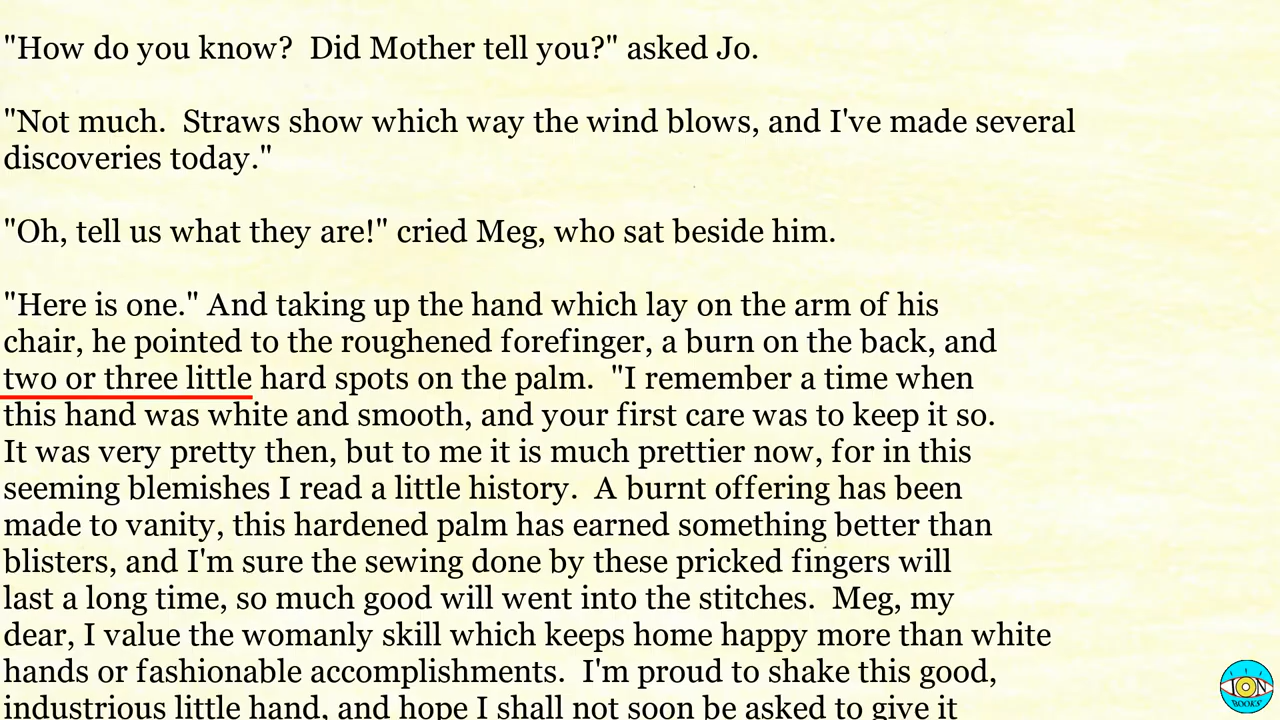 "How do you know?  Did Mother tell you?" asked Jo.
"Not much.  Straws show which way the wind blows, and I've made several
discoveries today."
"Oh, tell us what they are!" cried Meg, who sat beside him.
"Here is one." And taking up the hand which lay on the arm of his
chair, he pointed to the roughened forefinger, a burn on the back, and
two or three little hard spots on the palm.  "I remember a time when
this hand was white and smooth, and your first care was to keep it so.
It was very pretty then, but to me it is much prettier now, for in this
seeming blemishes I read a little history.  A burnt offering has been
made to vanity, this hardened palm has earned something better than
blisters, and I'm sure the sewing done by these pricked fingers will
last a long time, so much good will went into the stitches.  Meg, my
dear, I value the womanly skill which keeps home happy more than white
hands or fashionable accomplishments.  I'm proud to shake this good,
industrious little hand, and hope I shall not soon be asked to give it
ION
BOOKS